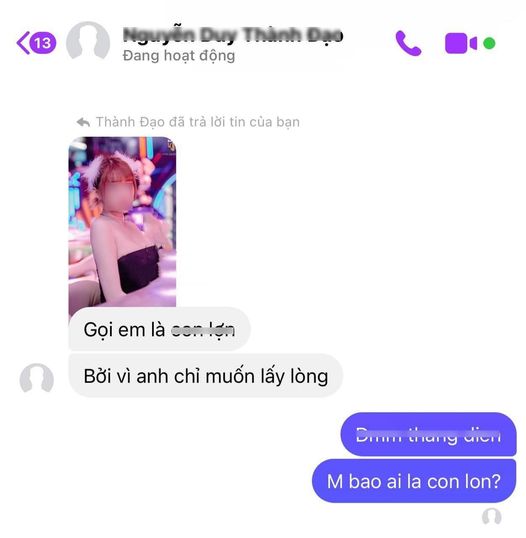 13
Nguyễn Duy Thành Đạo
Đang hoạt động
Thành Đạo đã trả lời tin của bạn
Gọi em là con lợn
Bởi vì anh chỉ muốn lấy lòng
Dmm thang dien
M bao ai la con lon?